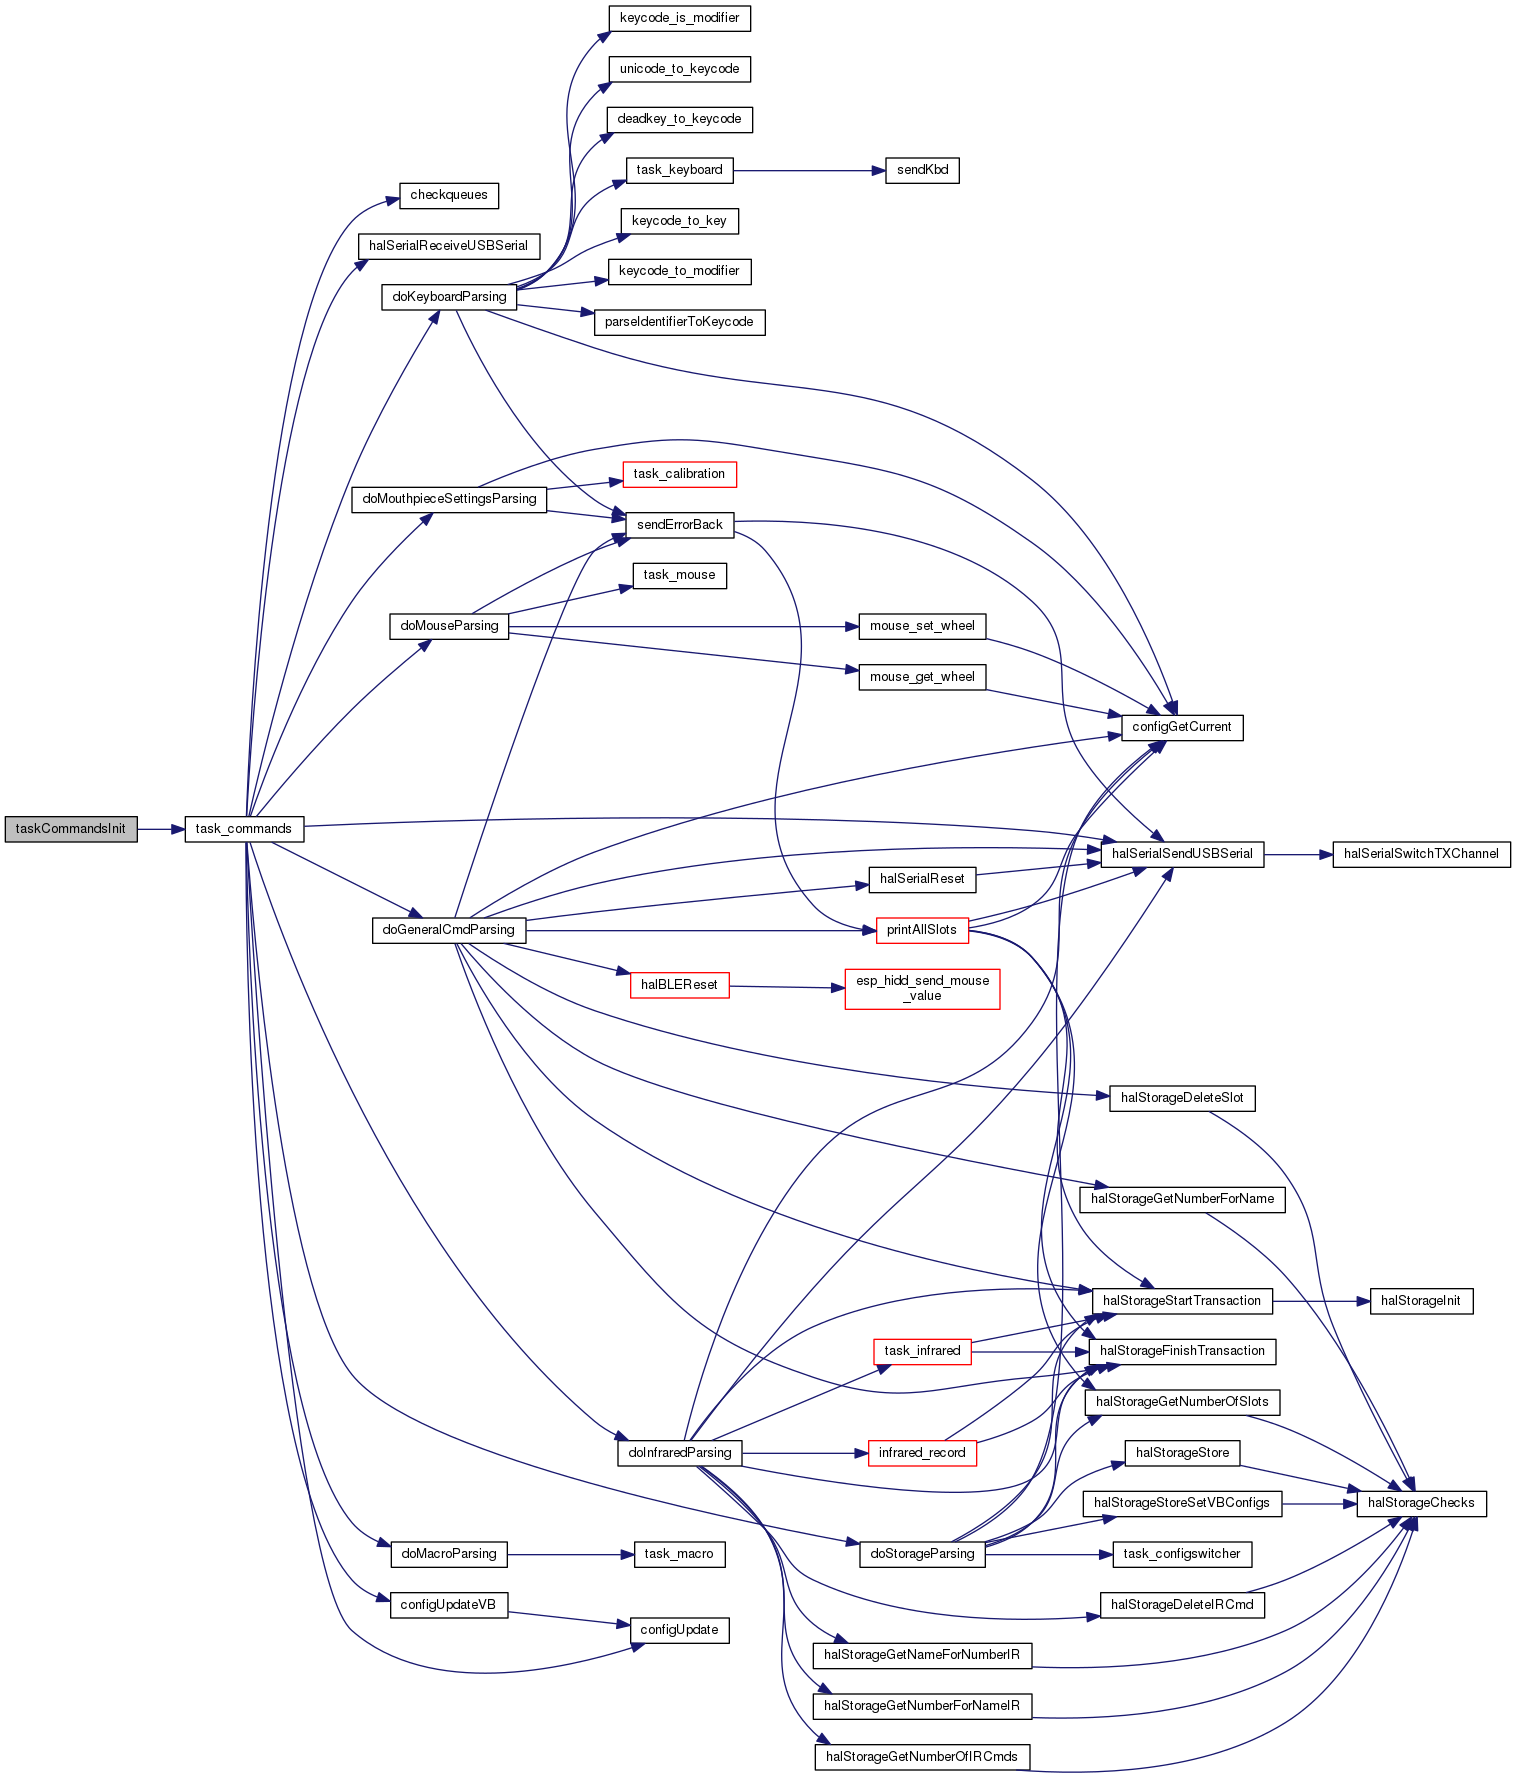 keycode_is_modifier
unicode_to_keycode
deadkey_to_keycode
task_keyboard
sendKbd
checkqueues
keycode_to_key
halSerialReceiveUSBSerial
keycode_to_modifier
doKeyboardParsing
parseIdentifierToKeycode
task_calibration
doMouthpieceSettingsParsing
sendErrorBack
task_mouse
doMouseParsing
mouse_set_wheel
mouse_get_wheel
configGetCurrent
taskCommandsInit
task_commands
halSerialSendUSBSerial
halSerialSwitchTXChannel
halSerialReset
doGeneralCmdParsing
printAllSlots
halBLEReset
esp_hidd_send_mouse
_value
halStorageDeleteSlot
halStorageGetNumberForName
halStorageStartTransaction
halStorageInit
task_infrared
halStorageFinishTransaction
halStorageGetNumberOfSlots
doInfraredParsing
infrared_record
halStorageStore
halStorageStoreSetVBConfigs
halStorageChecks
doMacroParsing
task_macro
doStorageParsing
task_configswitcher
configUpdateVB
halStorageDeleteIRCmd
configUpdate
halStorageGetNameForNumberIR
halStorageGetNumberForNameIR
halStorageGetNumberOfIRCmds